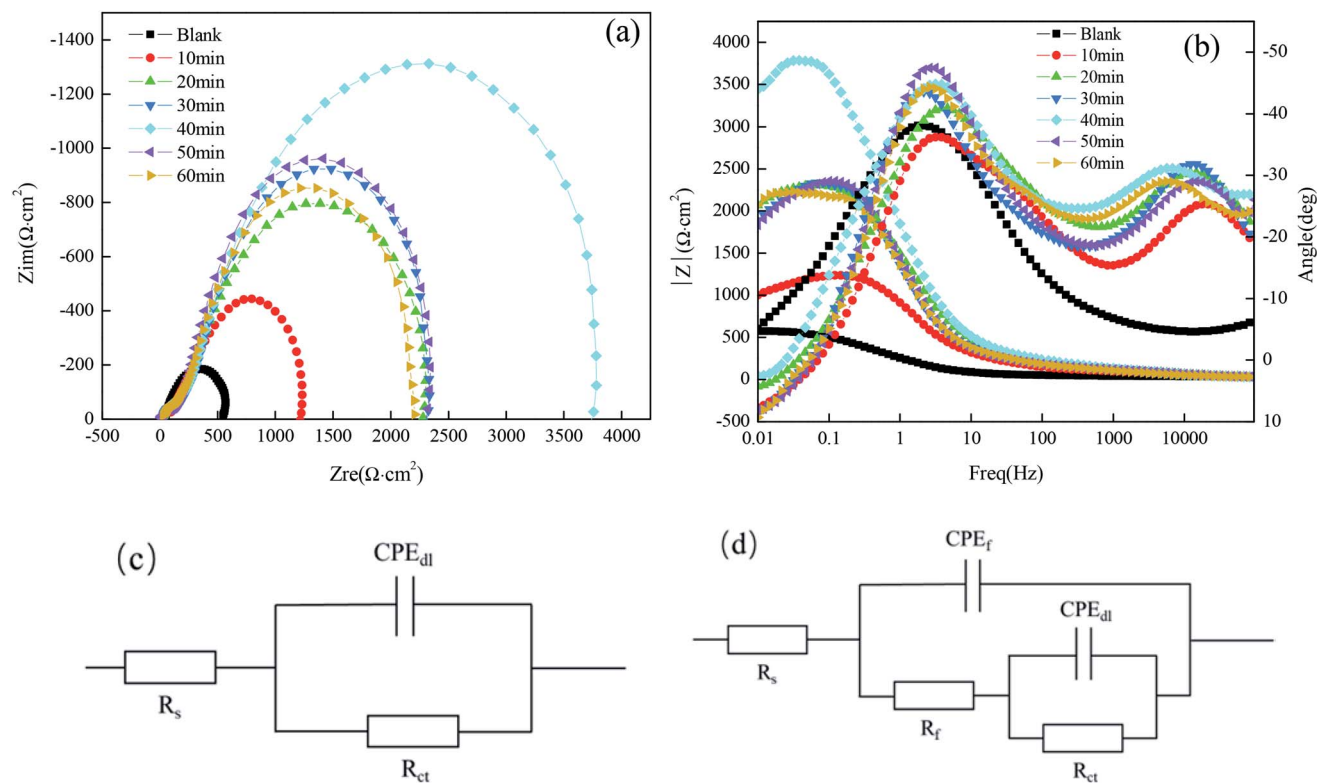 (a)
-1400
-1200
-1000
-800
-600
-400
-200
0
Zim(Ω·cm²)
Blank
10min
20min
30min
40min
50min
60min
-500 0 500 1000 1500 2000 2500 3000 3500 4000
Zre(Ω·cm²)
(b)
4000
3500
3000
2500
2000
1500
1000
500
0
-500
|Z|(Ω·cm²)
Blank
10min
20min
30min
40min
50min
60min
-50
-40
-30
-20
-10
0
10
Angle(deg)
0.01 0.1 1 10 100 1000 10000
Freq(Hz)
(c)
CPEdl
Rs
Rct
(d)
CPEf
CPEdl
Rs
Rf
Rct